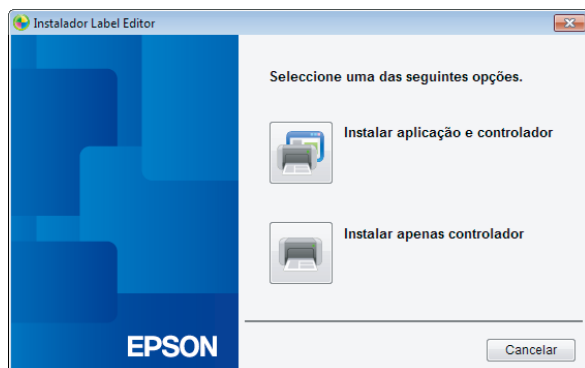 Instalador Label Editor
Seleccione uma das seguintes opções.
Instalar aplicação e controlador
Instalar apenas controlador
EPSON
Cancelar